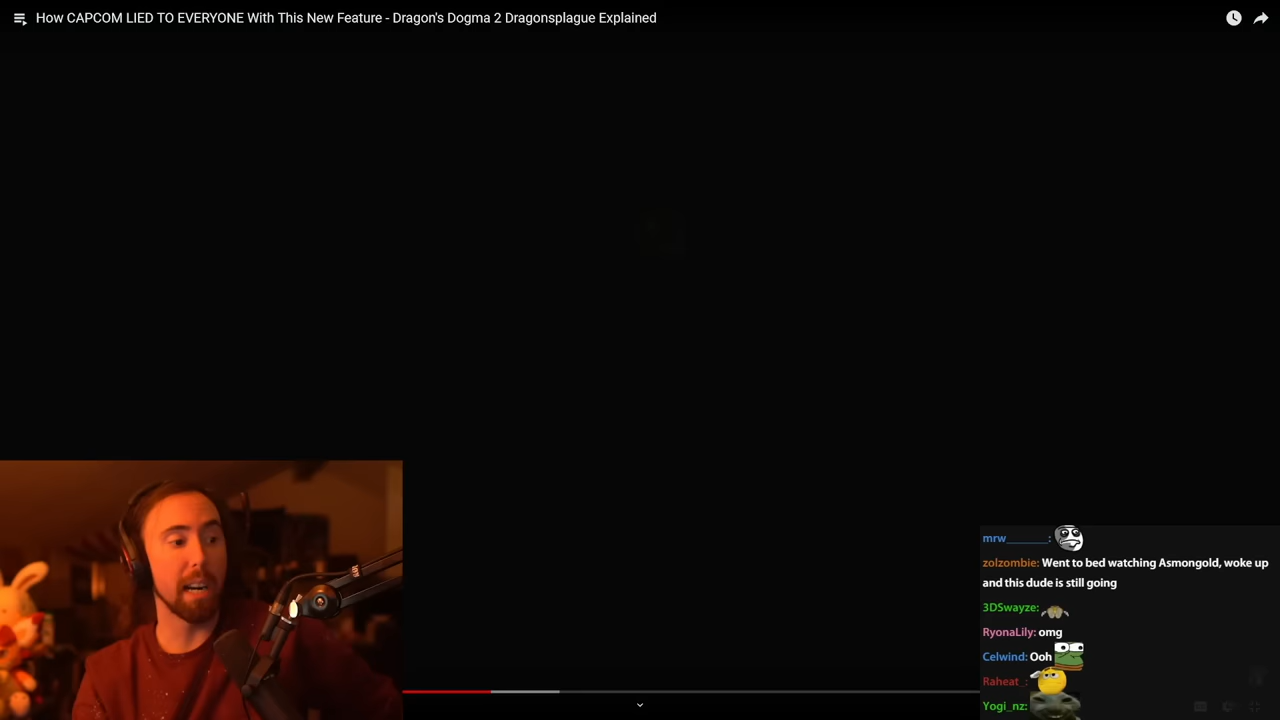 How CAPCOM LIED TO EVERYONE With This New Feature - Dragon's Dogma 2 Dragonsplague Explained
mrw_______:
zolzombie: Went to bed watching Asmongold, woke up
and this dude is still going
3DSwayze:
RyonaLily: omg
Celwind: Ooh
Raheat_:
Yogi_nz: